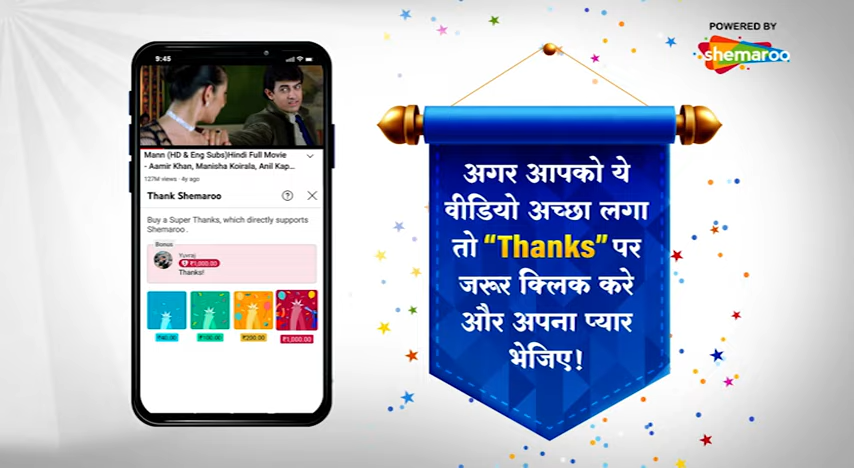 POWERED BY
shemaroo
9:45
Mann (HD & Eng Subs)Hindi Full Movie
- Aamir Khan, Manisha Koirala, Anil Kap...
127M views · 4y ago
Thank Shemaroo
Buy a Super Thanks, which directly supports
Shemaroo.
Bonus
Yuvraj
₹1,000.00
Thanks!
₹40.00 ₹100.00 ₹200.00 ₹1,000.00
अगर आपको ये
वीडियो अच्छा लगा
तो “Thanks” पर
जरूर क्लिक करे
और अपना प्यार
भेजिए!